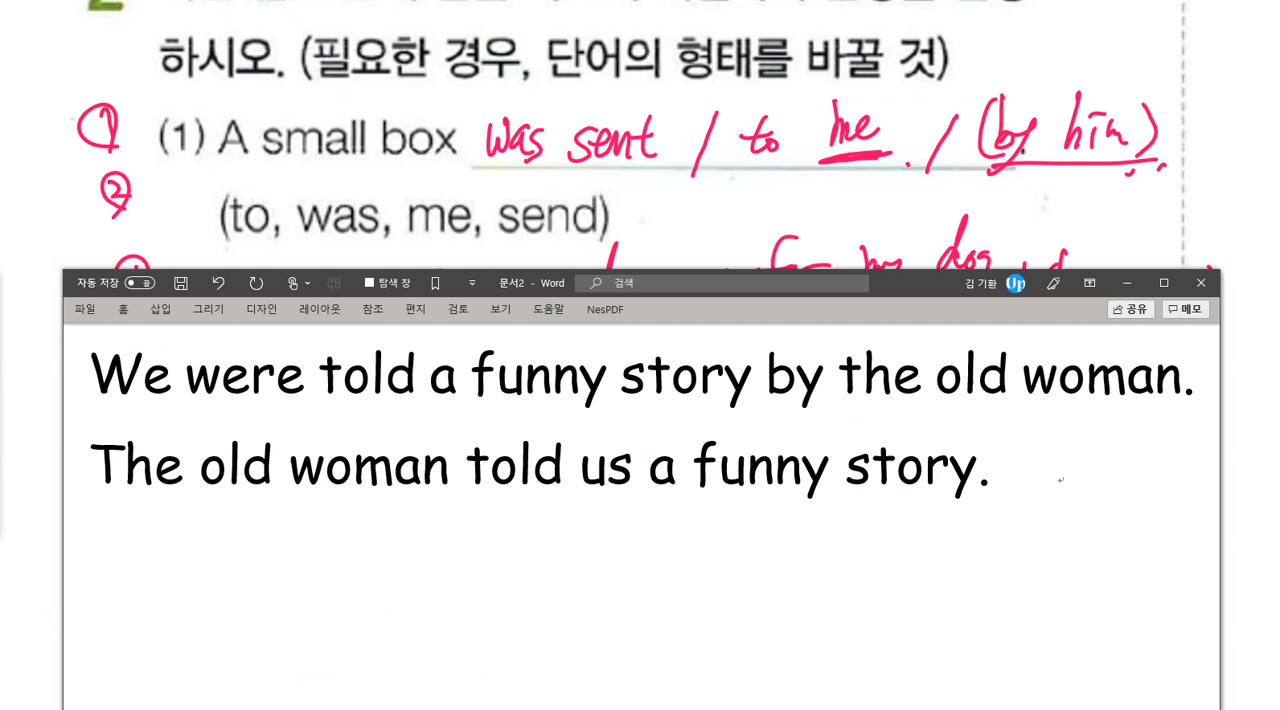 하시오. (필요한 경우, 단어의 형태를 바꿀 것)
① (1) A small box was sent / to me . / (by him)
②
(to, was, me, send)
for my dog
자동 저장 끔 탐색 창 문서2 - Word 검색 김 기환 Up
파일 홈 삽입 그리기 디자인 레이아웃 참조 편지 검토 보기 도움말 NesPDF 공유 메모
We were told a funny story by the old woman.
The old woman told us a funny story.